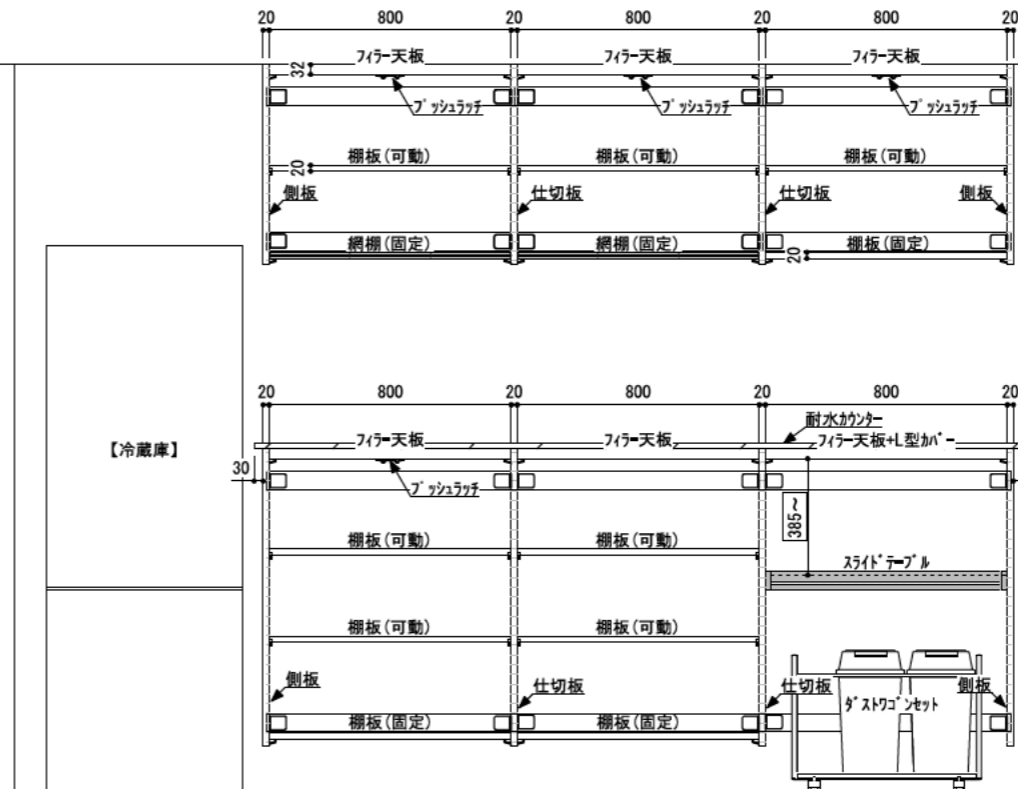 20 800 20 800 20 800 20
フィラー天板 フィラー天板 フィラー天板
32
プッシュラッチ プッシュラッチ プッシュラッチ
棚板(可動) 棚板(可動) 棚板(可動)
20
側板 仕切板 仕切板 側板
網棚(固定) 網棚(固定) 棚板(固定)
20
20 800 20 800 20 800 20
耐水カウンター
【冷蔵庫】 フィラー天板 フィラー天板 フィラー天板+L型カバー
30
プッシュラッチ
385~
棚板(可動) 棚板(可動)
スライドテーブル
棚板(可動) 棚板(可動)
側板 仕切板 仕切板 側板
ダストワゴンセット
棚板(固定) 棚板(固定)